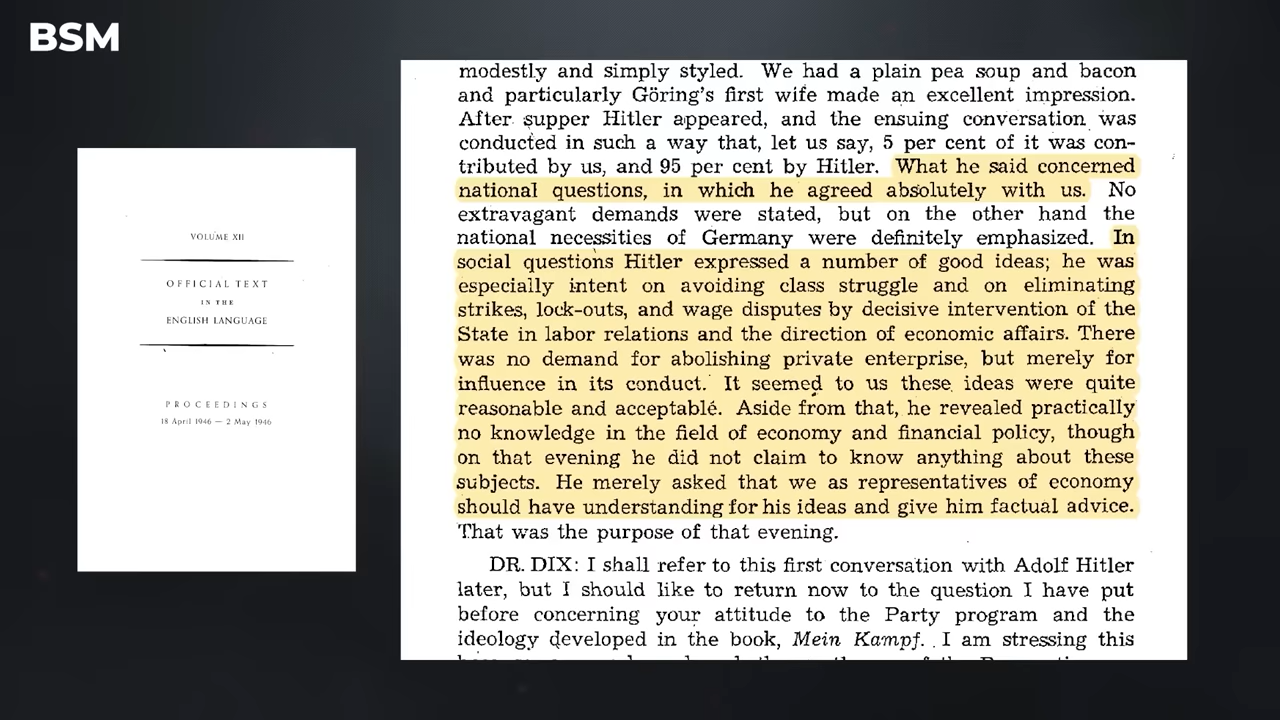 BSM
VOLUME XII
OFFICIAL TEXT
IN THE
ENGLISH LANGUAGE
PROCEEDINGS
18 April 1946 — 2 May 1946
modestly and simply styled. We had a plain pea soup and bacon
and particularly Göring's first wife made an excellent impression.
After supper Hitler appeared, and the ensuing conversation was
conducted in such a way that, let us say, 5 per cent of it was con-
tributed by us, and 95 per cent by Hitler. What he said concerned
national questions, in which he agreed absolutely with us. No
extravagant demands were stated, but on the other hand the
national necessities of Germany were definitely emphasized. In
social questions Hitler expressed a number of good ideas; he was
especially intent on avoiding class struggle and on eliminating
strikes, lock-outs, and wage disputes by decisive intervention of the
State in labor relations and the direction of economic affairs. There
was no demand for abolishing private enterprise, but merely for
influence in its conduct. It seemed to us these ideas were quite
reasonable and acceptable. Aside from that, he revealed practically
no knowledge in the field of economy and financial policy, though
on that evening he did not claim to know anything about these
subjects. He merely asked that we as representatives of economy
should have understanding for his ideas and give him factual advice.
That was the purpose of that evening.
DR. DIX: I shall refer to this first conversation with Adolf Hitler
later, but I should like to return now to the question I have put
before concerning your attitude to the Party program and the
ideology developed in the book, Mein Kampf. I am stressing this